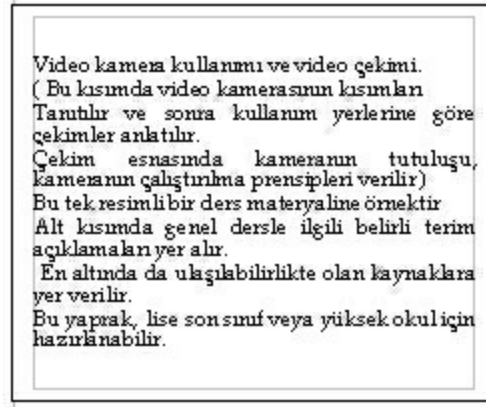 Video kamera kullanımı ve video çekimi.
( Bu kısımda video kamerasının kısımları
Tanıtılır ve sonra kullanım yerlerine göre
çekimler anlatılır.
Çekim esnasında kameranın tutuluşu,
kameranın çalıştırılma prensipleri verilir)
Bu tek resimli bir ders materyaline örnektir
Alt kısımda genel dersle ilgili belirli terim
açıklamaları yer alır.
En altında da ulaşılabilirlikte olan kaynaklara
yer verilir.
Bu yaprak, lise son sınıf veya yüksek okul için
hazırlanabilir.